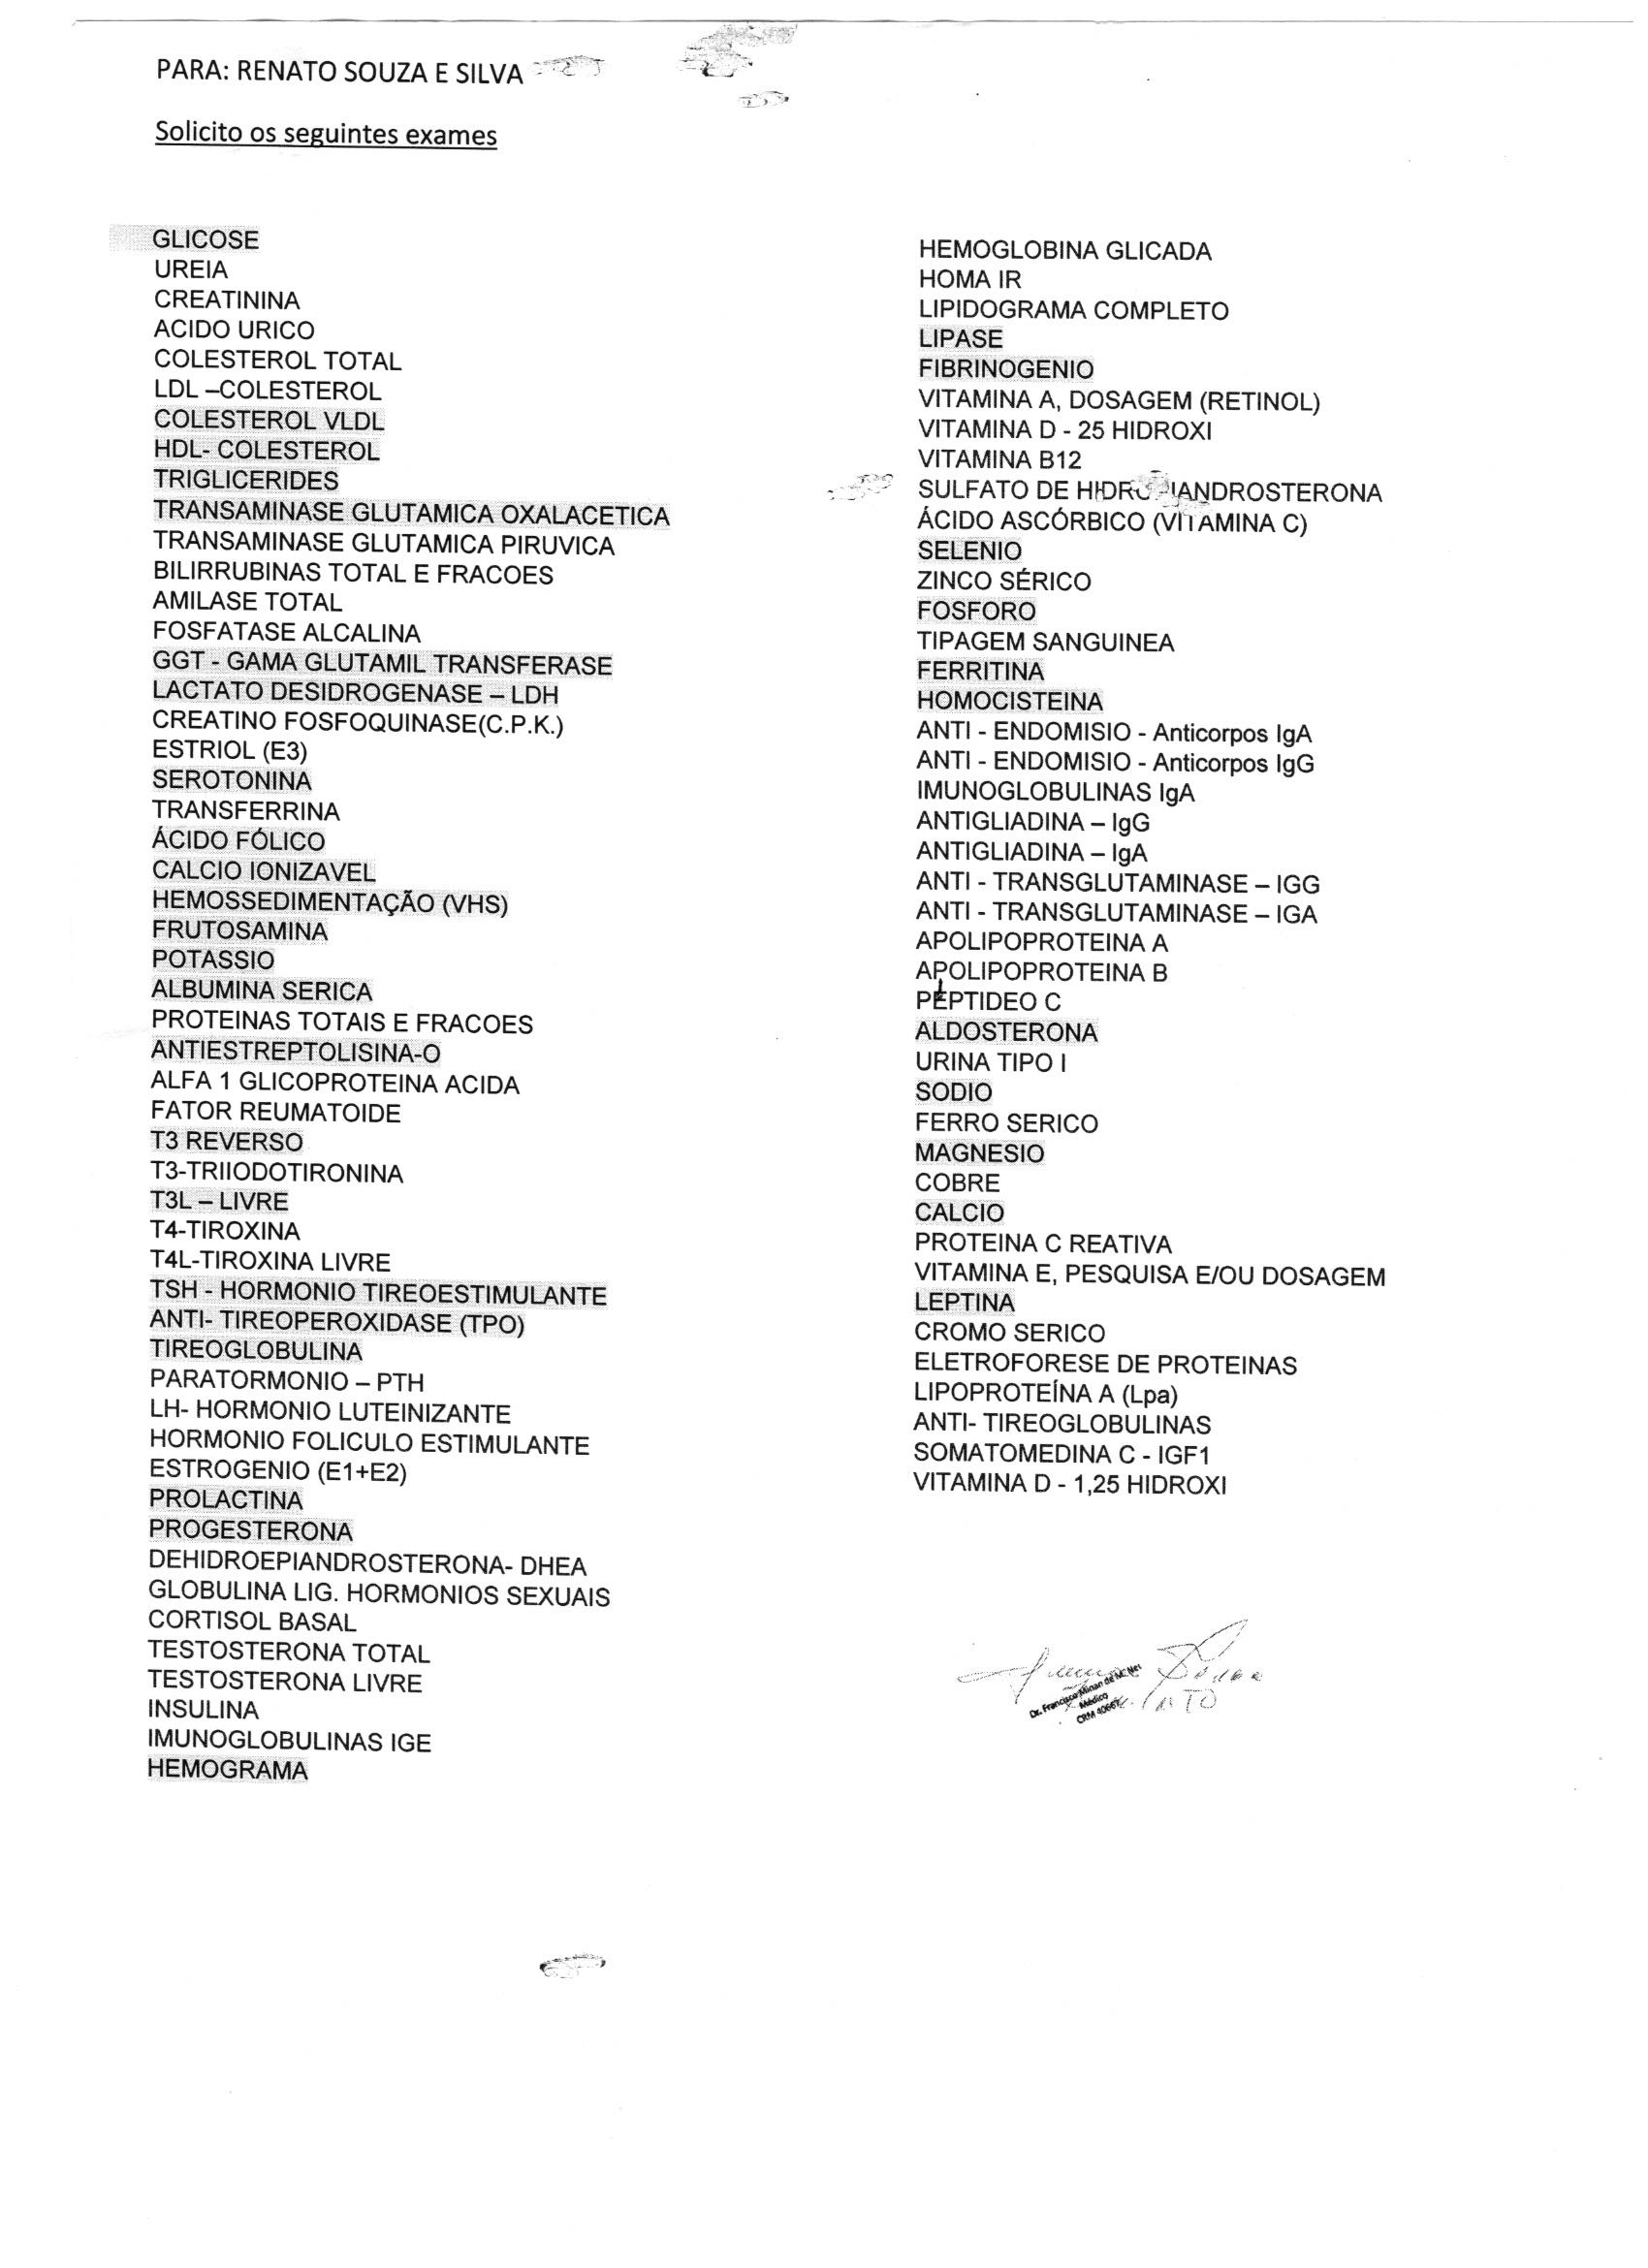 PARA: RENATO SOUZA E SILVA
Solicito os seguintes exames
GLICOSE
UREIA
CREATININA
ACIDO URICO
COLESTEROL TOTAL
LDL –COLESTEROL
COLESTEROL VLDL
HDL- COLESTEROL
TRIGLICERIDES
TRANSAMINASE GLUTAMICA OXALACETICA
TRANSAMINASE GLUTAMICA PIRUVICA
BILIRRUBINAS TOTAL E FRACOES
AMILASE TOTAL
FOSFATASE ALCALINA
GGT - GAMA GLUTAMIL TRANSFERASE
LACTATO DESIDROGENASE – LDH
CREATINO FOSFOQUINASE(C.P.K.)
ESTRIOL (E3)
SEROTONINA
TRANSFERRINA
ÁCIDO FÓLICO
CALCIO IONIZAVEL
HEMOSSEDIMENTAÇÃO (VHS)
FRUTOSAMINA
POTASSIO
ALBUMINA SERICA
PROTEINAS TOTAIS E FRACOES
ANTIESTREPTOLISINA-O
ALFA 1 GLICOPROTEINA ACIDA
FATOR REUMATOIDE
T3 REVERSO
T3-TRIIODOTIRONINA
T3L – LIVRE
T4-TIROXINA
T4L-TIROXINA LIVRE
TSH - HORMONIO TIREOESTIMULANTE
ANTI- TIREOPEROXIDASE (TPO)
TIREOGLOBULINA
PARATORMONIO – PTH
LH- HORMONIO LUTEINIZANTE
HORMONIO FOLICULO ESTIMULANTE
ESTROGENIO (E1+E2)
PROLACTINA
PROGESTERONA
DEHIDROEPIANDROSTERONA- DHEA
GLOBULINA LIG. HORMONIOS SEXUAIS
CORTISOL BASAL
TESTOSTERONA TOTAL
TESTOSTERONA LIVRE
INSULINA
IMUNOGLOBULINAS IGE
HEMOGRAMA
HEMOGLOBINA GLICADA
HOMA IR
LIPIDOGRAMA COMPLETO
LIPASE
FIBRINOGENIO
VITAMINA A, DOSAGEM (RETINOL)
VITAMINA D - 25 HIDROXI
VITAMINA B12
SULFATO DE
ÁCIDO ASCÓRBICO (VITAMINA C)
SELENIO
ZINCO SÉRICO
FOSFORO
TIPAGEM SANGUINEA
FERRITINA
HOMOCISTEINA
ANTI - ENDOMISIO - Anticorpos IgA
ANTI - ENDOMISIO - Anticorpos IgG
IMUNOGLOBULINAS IgA
ANTIGLIADINA – IgG
ANTIGLIADINA – IgA
ANTI - TRANSGLUTAMINASE – IGG
ANTI - TRANSGLUTAMINASE – IGA
APOLIPOPROTEINA A
APOLIPOPROTEINA B
PEPTIDEO C
ALDOSTERONA
URINA TIPO I
SODIO
FERRO SERICO
MAGNESIO
COBRE
CALCIO
PROTEINA C REATIVA
VITAMINA E, PESQUISA E/OU DOSAGEM
LEPTINA
CROMO SERICO
ELETROFORESE DE PROTEINAS
LIPOPROTEÍNA A (Lpa)
ANTI- TIREOGLOBULINAS
SOMATOMEDINA C - IGF1
VITAMINA D - 1,25 HIDROXI
Dr. Francisco
Médico
CRM